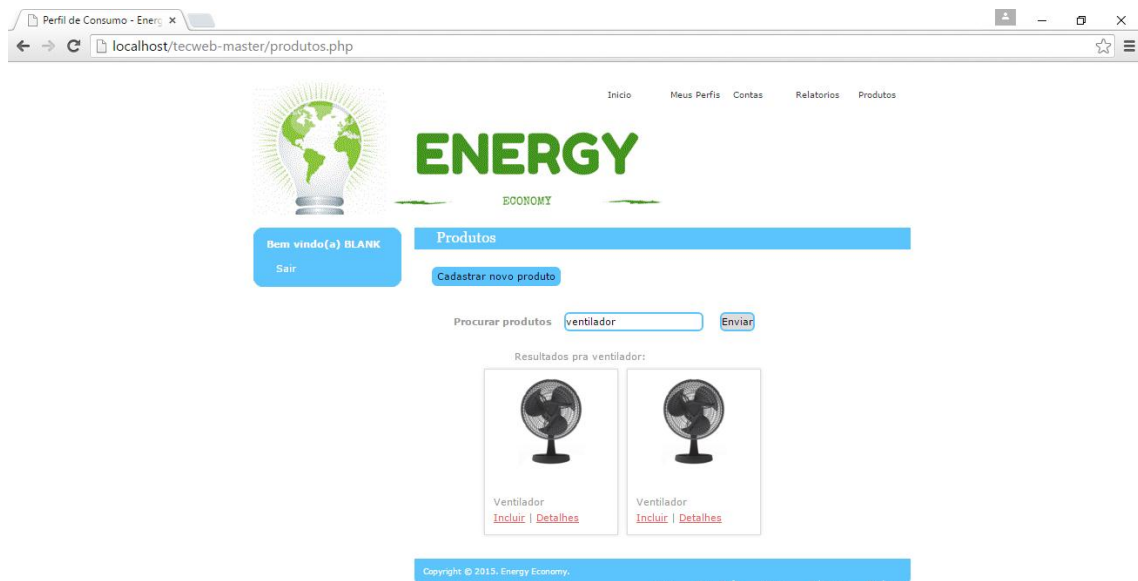 Perfil de Consumo - Energ
localhost/tecweb-master/produtos.php
Inicio Meus Perfis Contas Relatorios Produtos
ENERGY
ECONOMY
Bem vindo(a) BLANK
Sair
Produtos
Cadastrar novo produto
Procurar produtos ventilador Enviar
Resultados pra ventilador:
Ventilador Ventilador
Incluir | Detalhes Incluir | Detalhes
Copyright © 2015. Energy Economy.